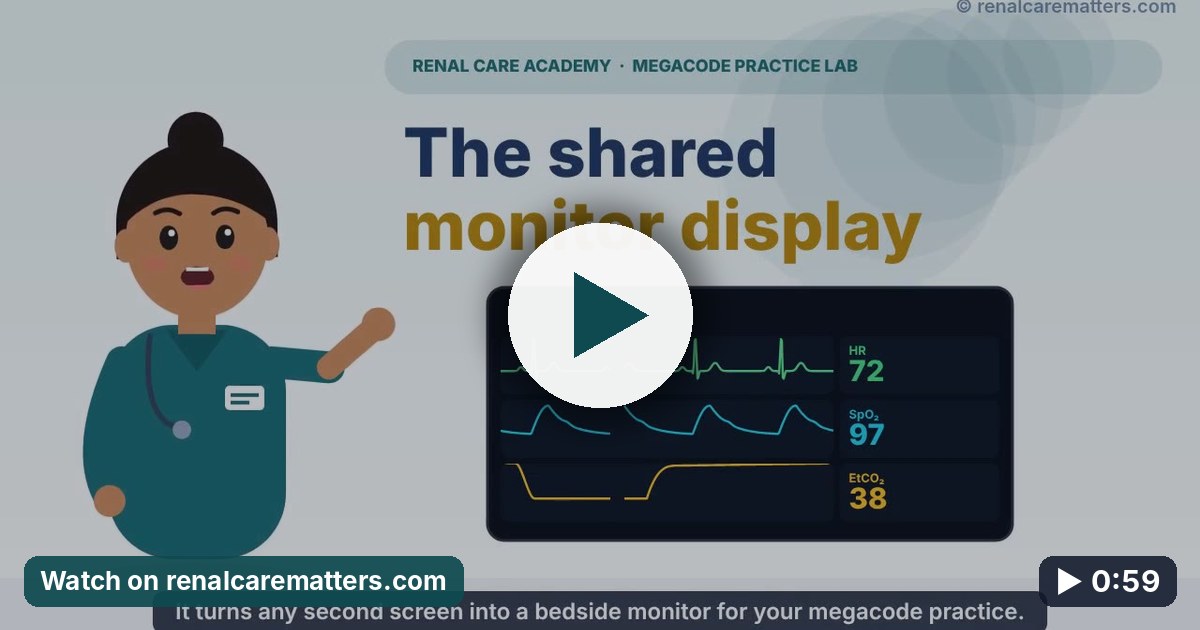 © renalcarematters.com
RENAL CARE ACADEMY · MEGACODE PRACTICE LAB
The shared
monitor display
HR
72
SpO₂
97
EtCO₂
38
Watch on renalcarematters.com
0:59
It turns any second screen into a bedside monitor for your megacode practice.